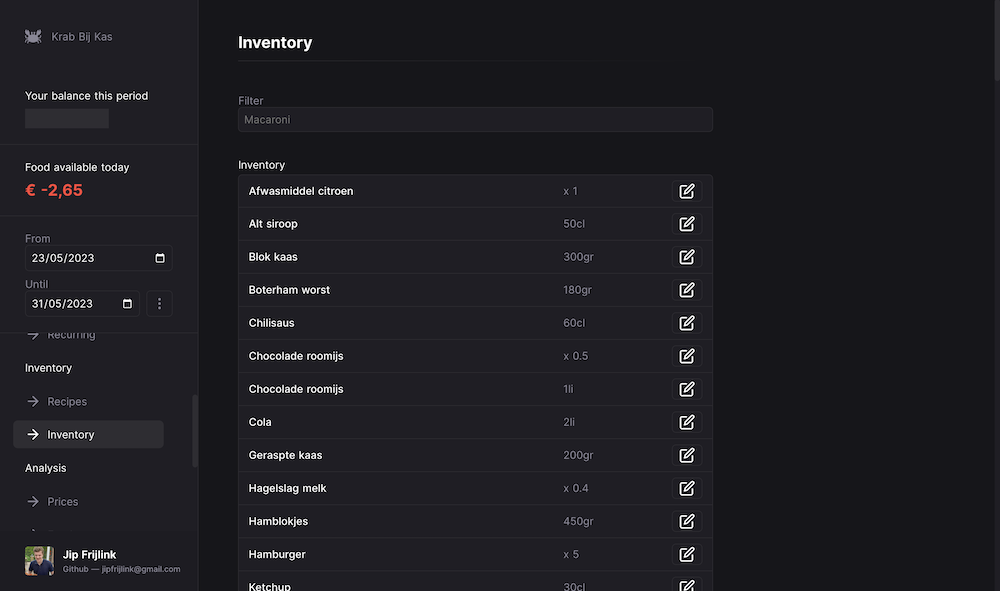 Krab Bij Kas
Your balance this period
Food available today
€ -2,65
From
23/05/2023
Until
31/05/2023
Recurring
Inventory
Recipes
Inventory
Analysis
Prices
Jip Frijlink
Github — jipfrijlink@gmail.com
Inventory
Filter
Macaroni
Inventory
Afwasmiddel citroen x 1
Alt siroop 50cl
Blok kaas 300gr
Boterham worst 180gr
Chilisaus 60cl
Chocolade roomijs x 0.5
Chocolade roomijs 1li
Cola 2li
Geraspte kaas 200gr
Hagelslag melk x 0.4
Hamblokjes 450gr
Hamburger x 5
Ketchup 30cl